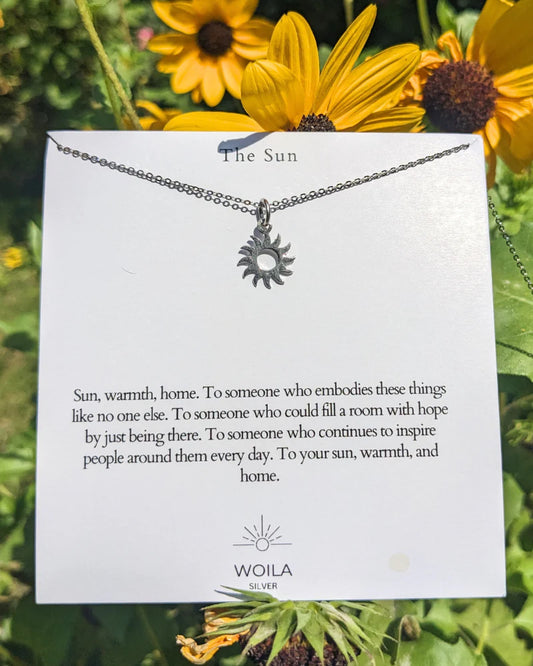 The Sun
Sun, warmth, home. To someone who embodies these things
like no one else. To someone who could fill a room with hope
by just being there. To someone who continues to inspire
people around them every day. To your sun, warmth, and
home.
WOILA
SILVER